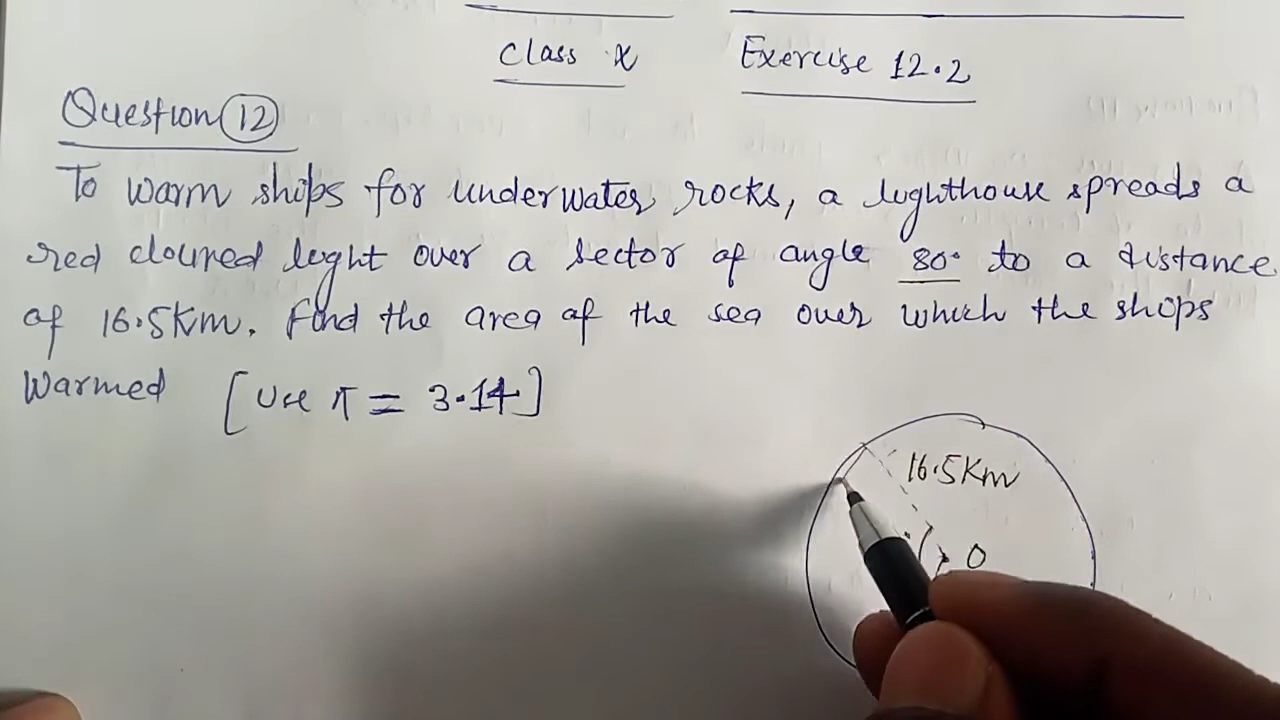 Class X Exercise 12.2
Question 12
To warm ships for underwater rocks, a lighthouse spreads a
red cloured light over a sector of angle 80° to a distance
of 16.5Km. Find the area of the sea over which the ships
Warmed [Use π = 3.14]
16.5Km
O